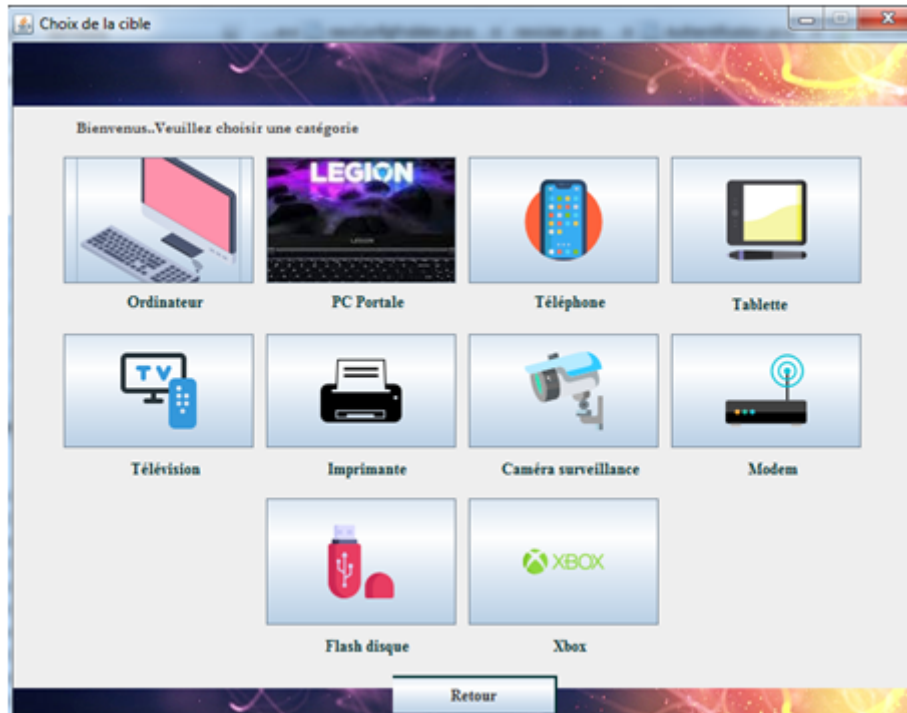 Choix de la cible
Bienvenus..Veuillez choisir une catégorie
LEGION
LEGION
Ordinateur PC Portale Téléphone Tablette
TV
Télévision Imprimante Caméra surveillance Modem
XBOX
Flash disque Xbox
Retour